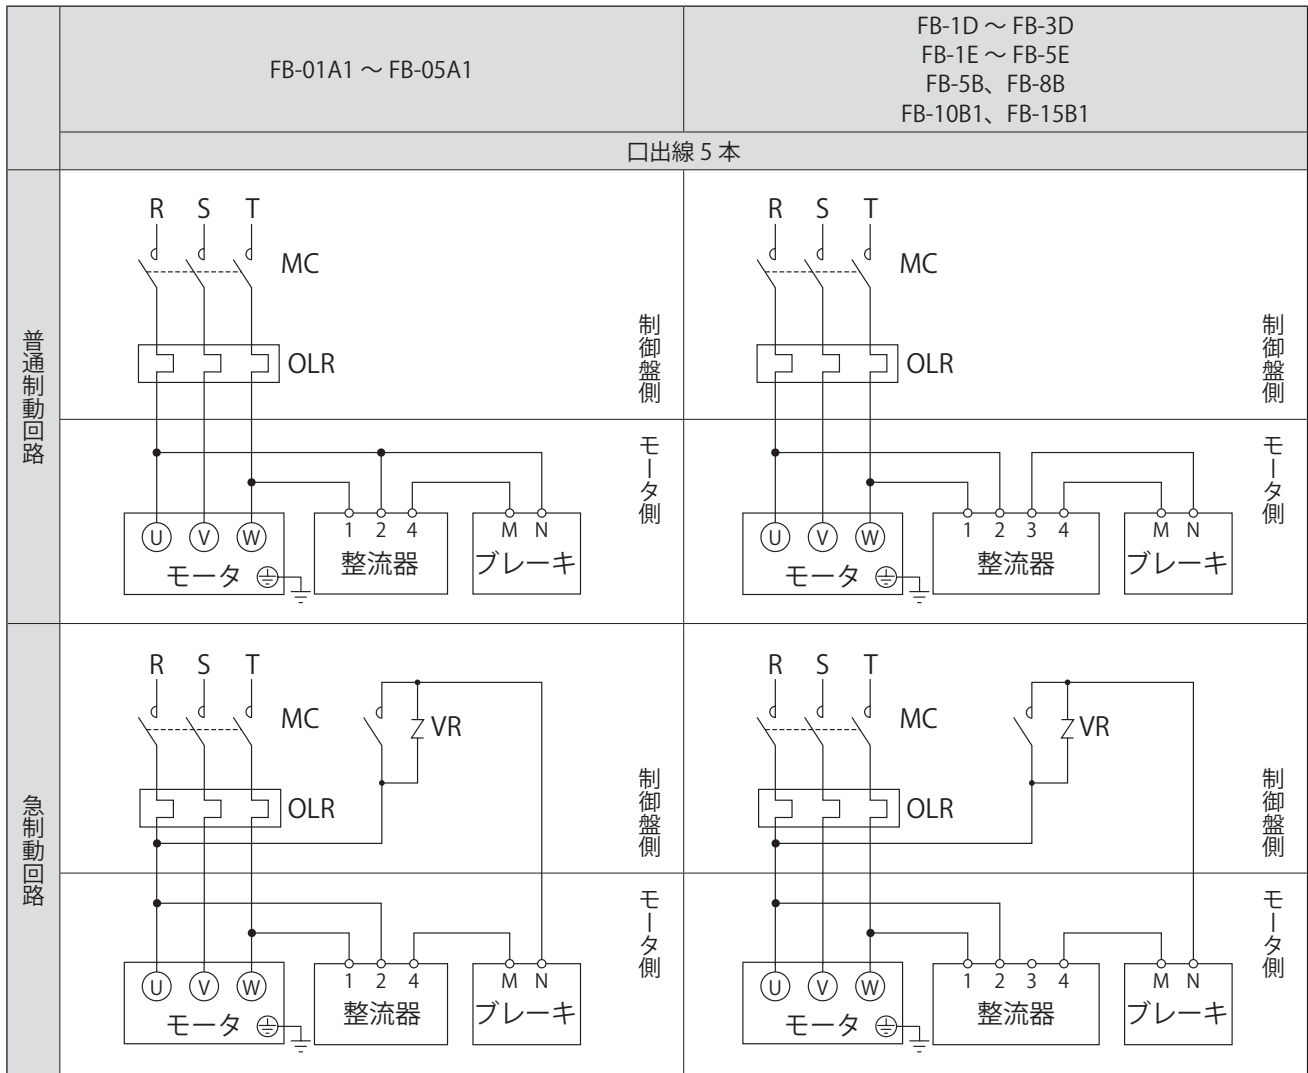 FB-01A1 ～ FB-05A1
FB-1D ～ FB-3D
FB-1E ～ FB-5E
FB-5B、FB-8B
FB-10B1、FB-15B1
口出線 5 本
普通制動回路
R S T
MC
OLR
制御盤側
モータ側
U V W
モータ
1 2 4
整流器
M N
ブレーキ
R S T
MC
OLR
制御盤側
モータ側
U V W
モータ
1 2 3 4
整流器
M N
ブレーキ
急制動回路
R S T
MC
VR
OLR
制御盤側
モータ側
U V W
モータ
1 2 4
整流器
M N
ブレーキ
R S T
MC
VR
OLR
制御盤側
モータ側
U V W
モータ
1 2 3 4
整流器
M N
ブレーキ